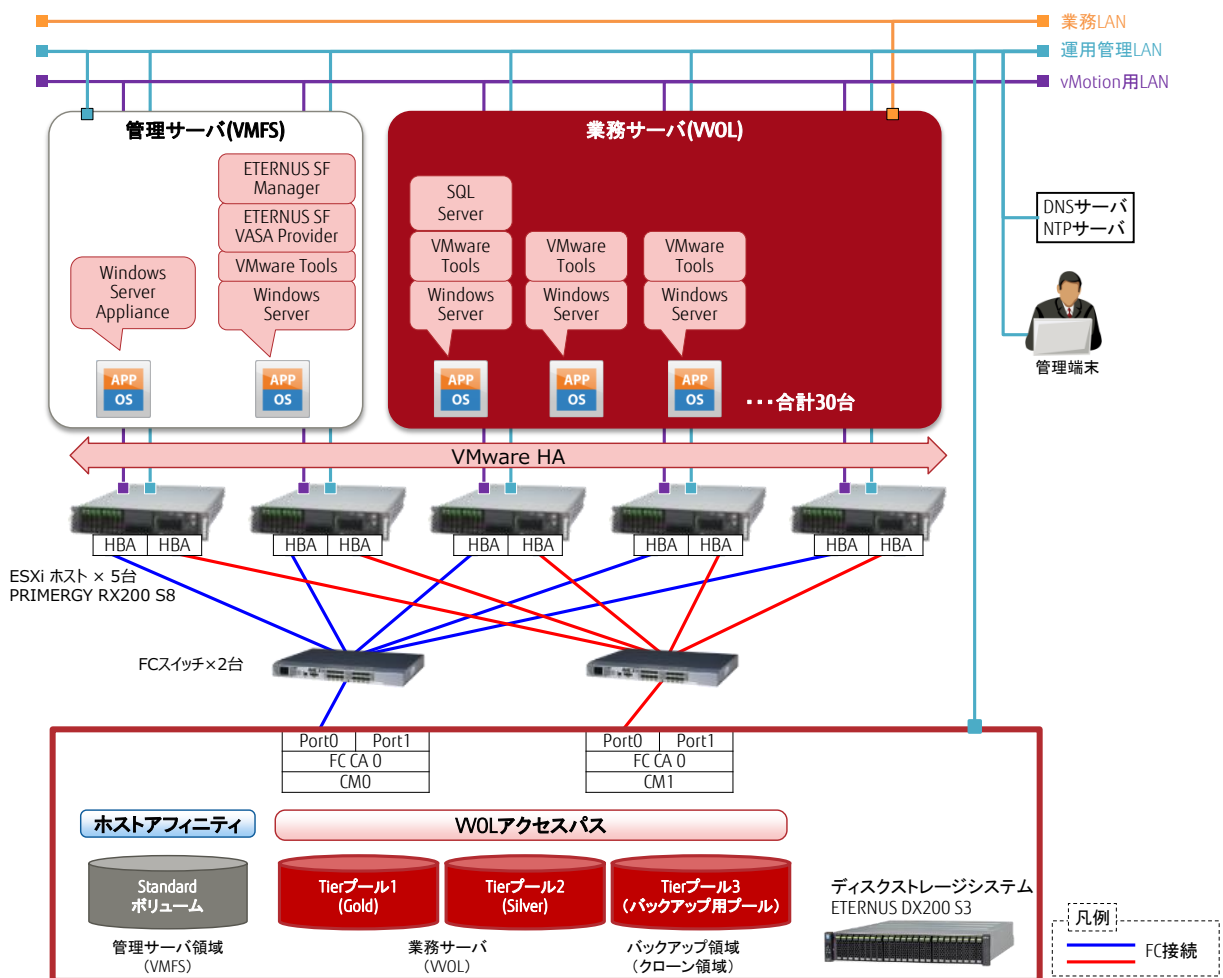 業務LAN
運用管理LAN
vMotion用LAN
管理サーバ(VMFS)
業務サーバ(VVOL)
ETERNUS SF
Manager
ETERNUS SF
VASA Provider
VMware Tools
Windows
Server
Windows
Server
Appliance
SQL
Server
VMware
Tools
Windows
Server
VMware
Tools
Windows
Server
VMware
Tools
Windows
Server
APP
OS
APP
OS
APP
OS
APP
OS
APP
OS
・・・合計30台
DNSサーバ
NTPサーバ
管理端末
VMware HA
HBA HBA
HBA HBA
HBA HBA
HBA HBA
HBA HBA
ESXi ホスト × 5台
PRIMERGY RX200 S8
FCスイッチ×2台
Port0 Port1
FC CA 0
CM0
Port0 Port1
FC CA 0
CM1
ホストアフィニティ
VVOLアクセスパス
Standard
ボリューム
Tierプール1
(Gold)
Tierプール2
(Silver)
Tierプール3
(バックアップ用プール)
管理サーバ領域
(VMFS)
業務サーバ
(VVOL)
バックアップ領域
(クローン領域)
ディスクストレージシステム
ETERNUS DX200 S3
凡例
FC接続